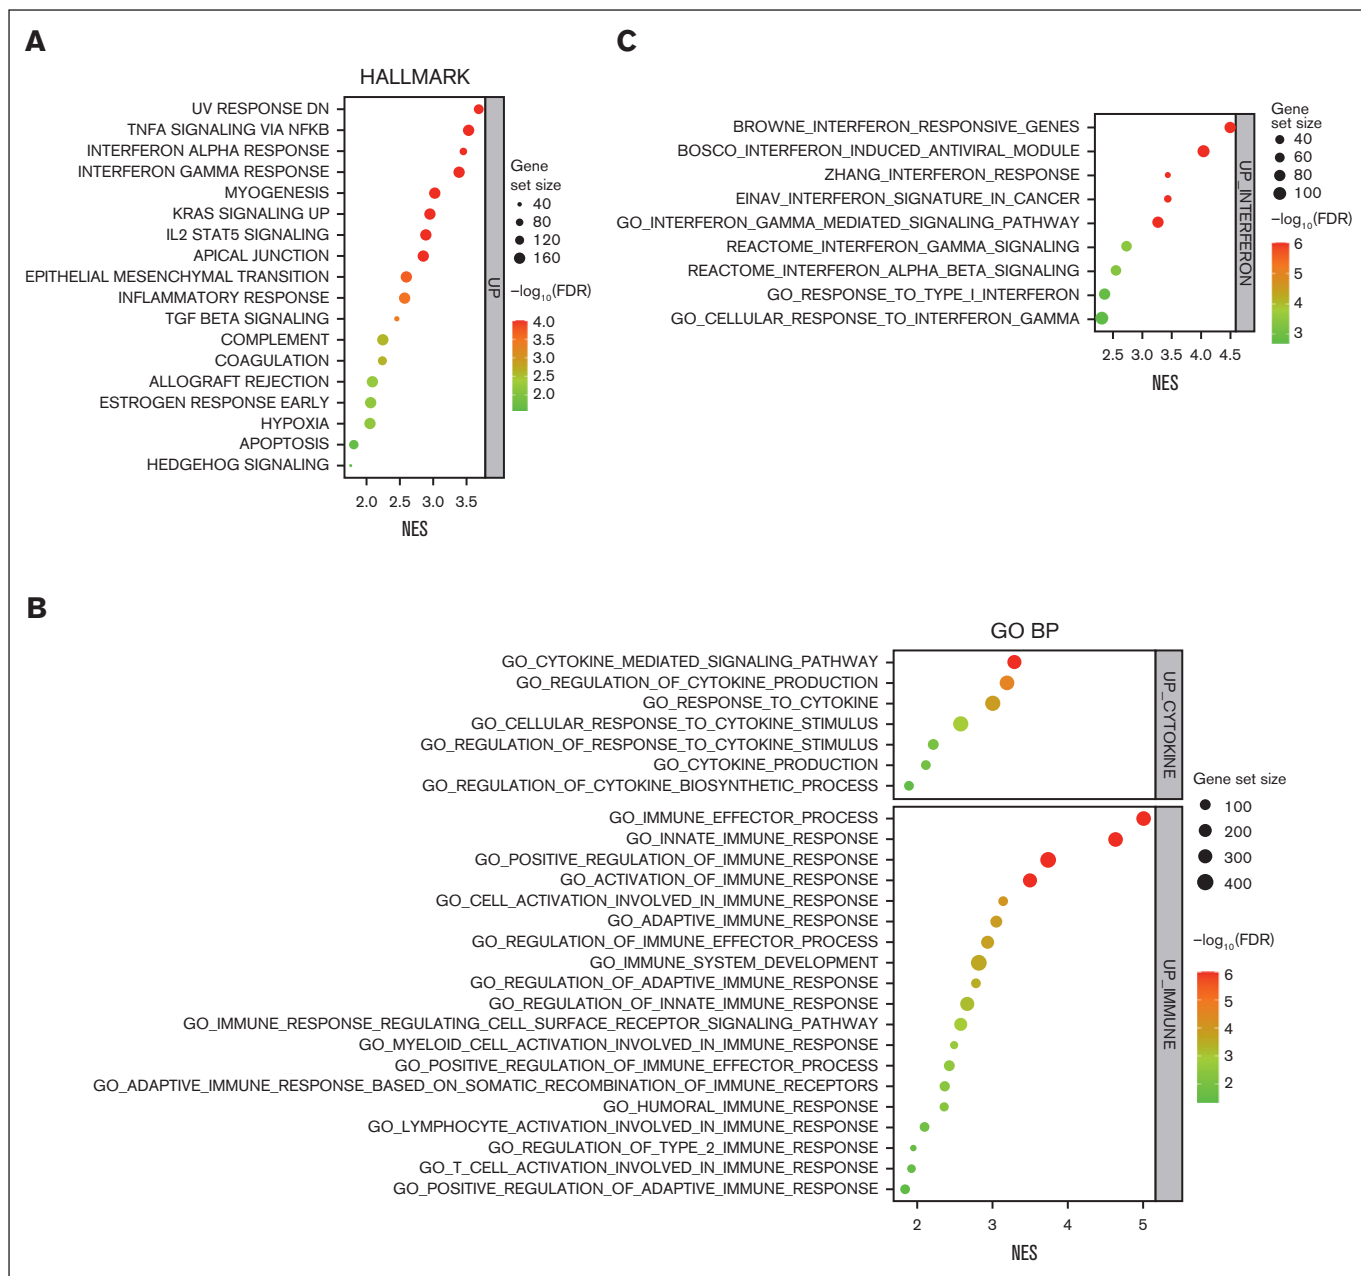 A
HALLMARK
UV RESPONSE DN
TNFA SIGNALING VIA NFKB
INTERFERON ALPHA RESPONSE
INTERFERON GAMMA RESPONSE
MYOGENESIS
KRAS SIGNALING UP
IL2 STAT5 SIGNALING
APICAL JUNCTION
EPITHELIAL MESENCHYMAL TRANSITION
INFLAMMATORY RESPONSE
TGF BETA SIGNALING
COMPLEMENT
COAGULATION
ALLOGRAFT REJECTION
ESTROGEN RESPONSE EARLY
HYPOXIA
APOPTOSIS
HEDGEHOG SIGNALING
2.0 2.5 3.0 3.5
NES
UP
Gene
set size
40
80
120
160
−log10(FDR)
4.0
3.5
3.0
2.5
2.0
C
BROWNE_INTERFERON_RESPONSIVE_GENES
BOSCO_INTERFERON_INDUCED_ANTIVIRAL_MODULE
ZHANG_INTERFERON_RESPONSE
EINAV_INTERFERON_SIGNATURE_IN_CANCER
GO_INTERFERON_GAMMA_MEDIATED_SIGNALING_PATHWAY
REACTOME_INTERFERON_GAMMA_SIGNALING
REACTOME_INTERFERON_ALPHA_BETA_SIGNALING
GO_RESPONSE_TO_TYPE_I_INTERFERON
GO_CELLULAR_RESPONSE_TO_INTERFERON_GAMMA
2.5 3.0 3.5 4.0 4.5
NES
UP_INTERFERON
Gene
set size
40
60
80
100
−log10(FDR)
6
5
4
3
B
GO BP
GO_CYTOKINE_MEDIATED_SIGNALING_PATHWAY
GO_REGULATION_OF_CYTOKINE_PRODUCTION
GO_RESPONSE_TO_CYTOKINE
GO_CELLULAR_RESPONSE_TO_CYTOKINE_STIMULUS
GO_REGULATION_OF_RESPONSE_TO_CYTOKINE_STIMULUS
GO_CYTOKINE_PRODUCTION
GO_REGULATION_OF_CYTOKINE_BIOSYNTHETIC_PROCESS
UP_CYTOKINE
GO_IMMUNE_EFFECTOR_PROCESS
GO_INNATE_IMMUNE_RESPONSE
GO_POSITIVE_REGULATION_OF_IMMUNE_RESPONSE
GO_ACTIVATION_OF_IMMUNE_RESPONSE
GO_CELL_ACTIVATION_INVOLVED_IN_IMMUNE_RESPONSE
GO_ADAPTIVE_IMMUNE_RESPONSE
GO_REGULATION_OF_IMMUNE_EFFECTOR_PROCESS
GO_IMMUNE_SYSTEM_DEVELOPMENT
GO_REGULATION_OF_ADAPTIVE_IMMUNE_RESPONSE
GO_REGULATION_OF_INNATE_IMMUNE_RESPONSE
GO_IMMUNE_RESPONSE_REGULATING_CELL_SURFACE_RECEPTOR_SIGNALING_PATHWAY
GO_MYELOID_CELL_ACTIVATION_INVOLVED_IN_IMMUNE_RESPONSE
GO_POSITIVE_REGULATION_OF_IMMUNE_EFFECTOR_PROCESS
GO_ADAPTIVE_IMMUNE_RESPONSE_BASED_ON_SOMATIC_RECOMBINATION_OF_IMMUNE_RECEPTORS
GO_HUMORAL_IMMUNE_RESPONSE
GO_LYMPHOCYTE_ACTIVATION_INVOLVED_IN_IMMUNE_RESPONSE
GO_REGULATION_OF_TYPE_2_IMMUNE_RESPONSE
GO_T_CELL_ACTIVATION_INVOLVED_IN_IMMUNE_RESPONSE
GO_POSITIVE_REGULATION_OF_ADAPTIVE_IMMUNE_RESPONSE
UP_IMMUNE
2 3 4 5
NES
Gene set size
100
200
300
400
−log10(FDR)
6
5
4
3
2